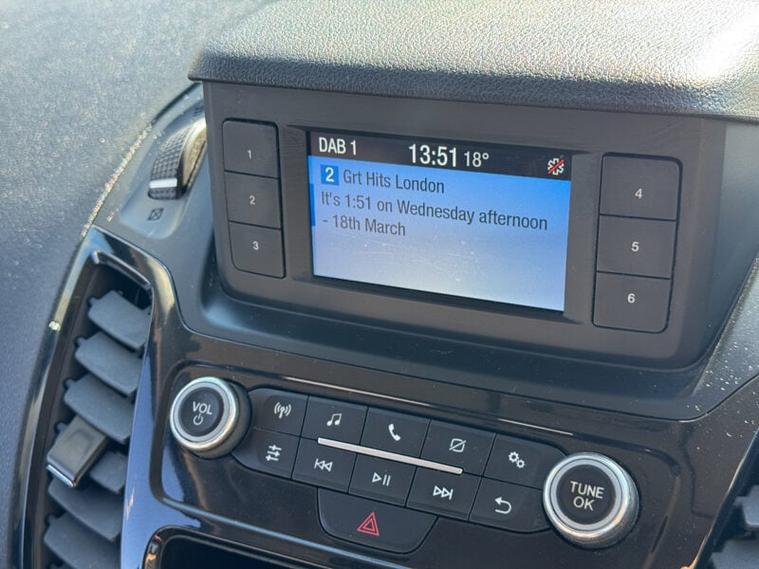 DAB 1 13:51 18°
2 Grt Hits London
It's 1:51 on Wednesday afternoon
- 18th March
1
2
3
4
5
6
VOL
TUNE
OK